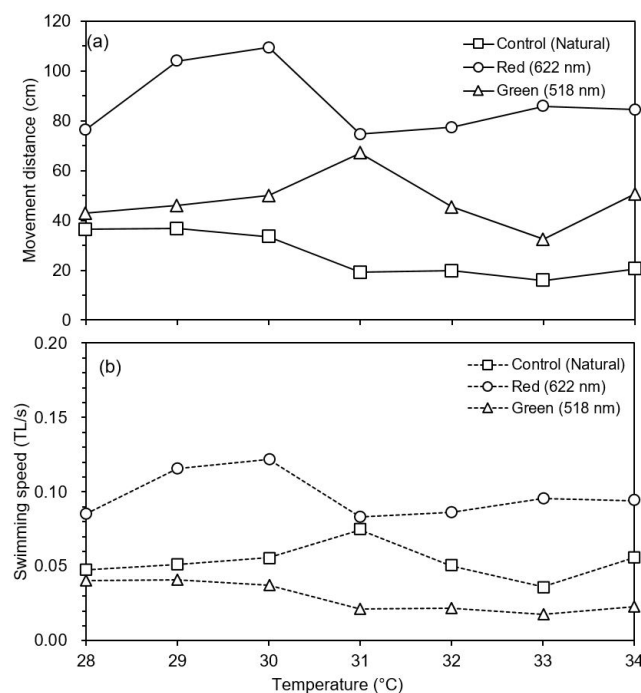 (a)
Control (Natural)
Red (622 nm)
Green (518 nm)
Movement distance (cm)
120
100
80
60
40
20
0
(b)
Control (Natural)
Red (622 nm)
Green (518 nm)
Swimming speed (TL/s)
0.20
0.15
0.10
0.05
0.00
28 29 30 31 32 33 34
Temperature (°C)